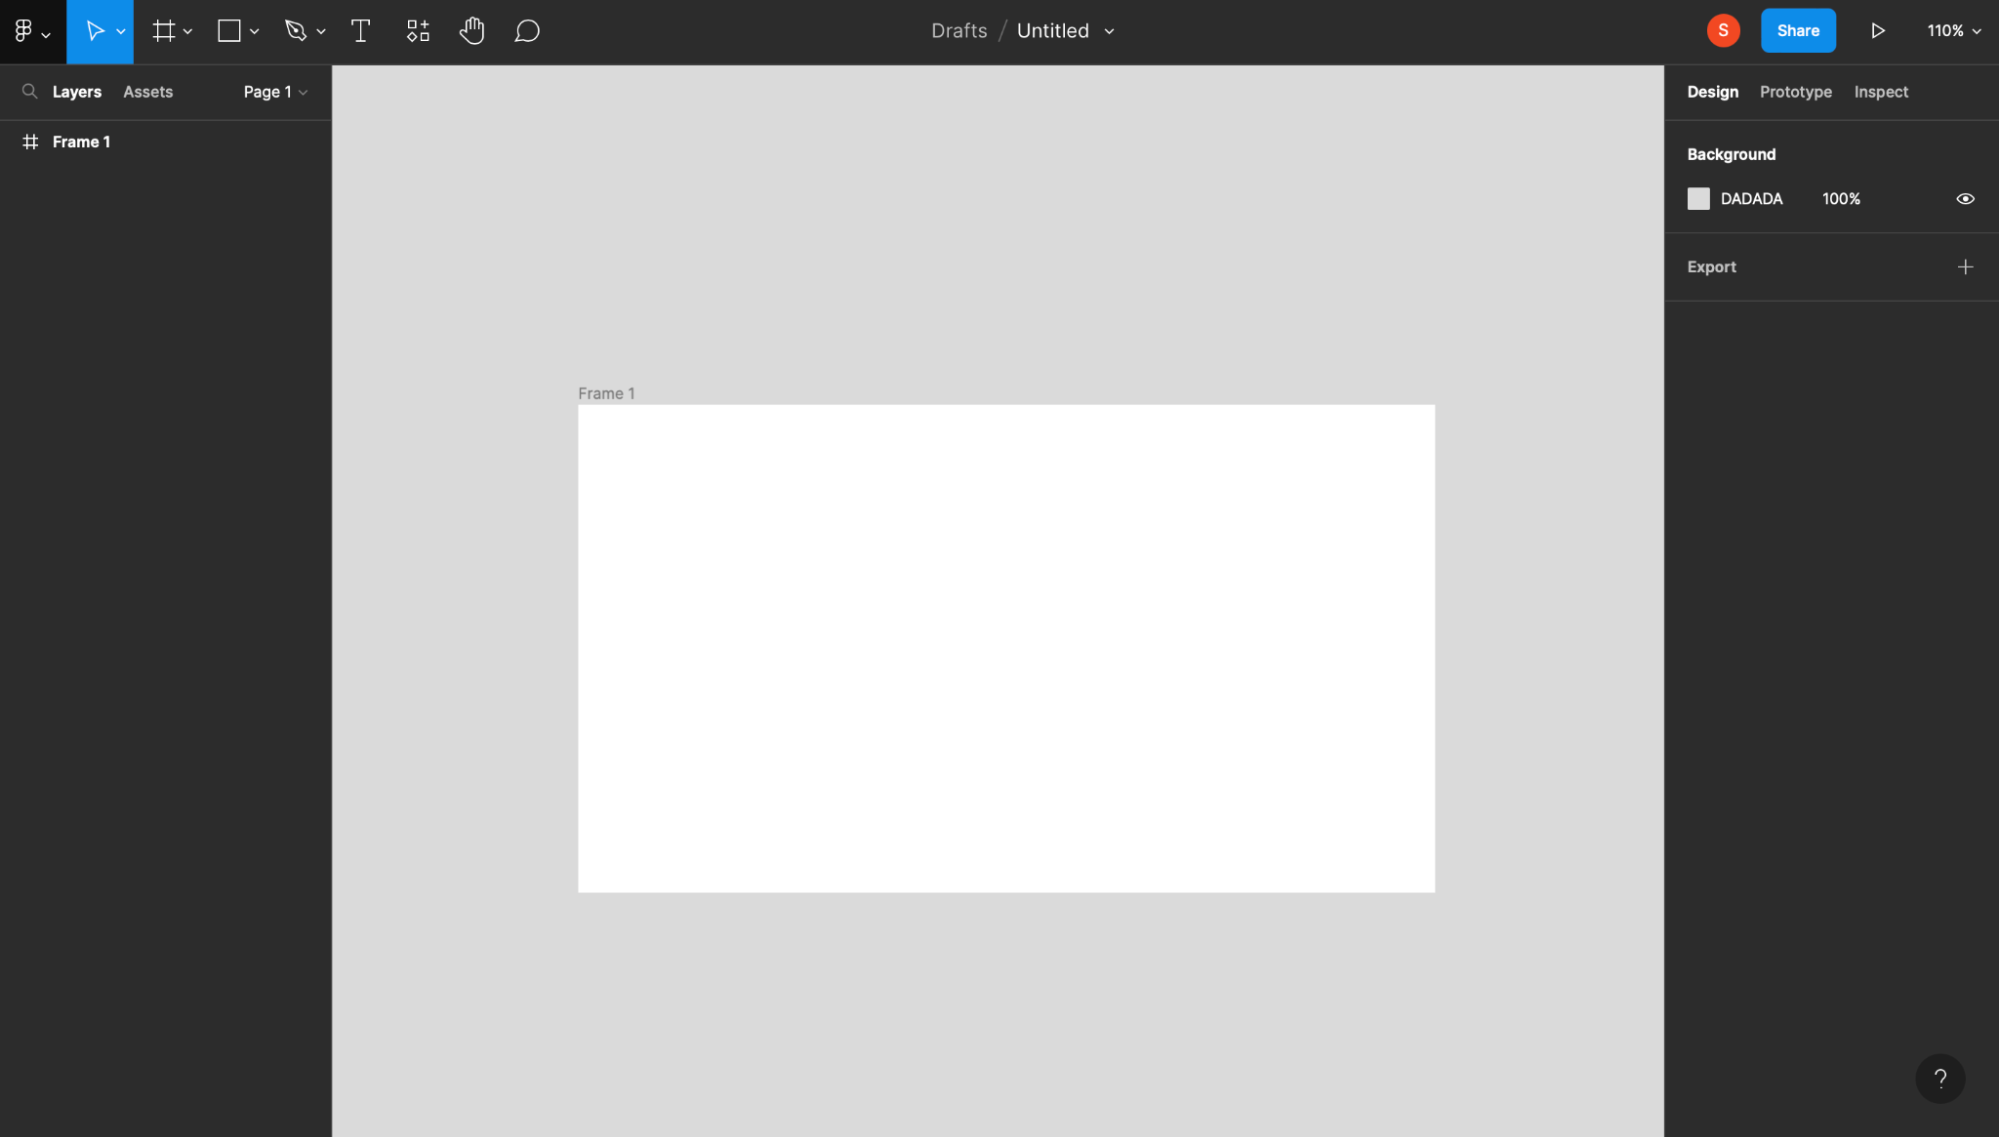 Drafts / Untitled
S
Share
110%
Layers
Assets
Page 1
Frame 1
Frame 1
Design
Prototype
Inspect
Background
DADADA
100%
Export
?